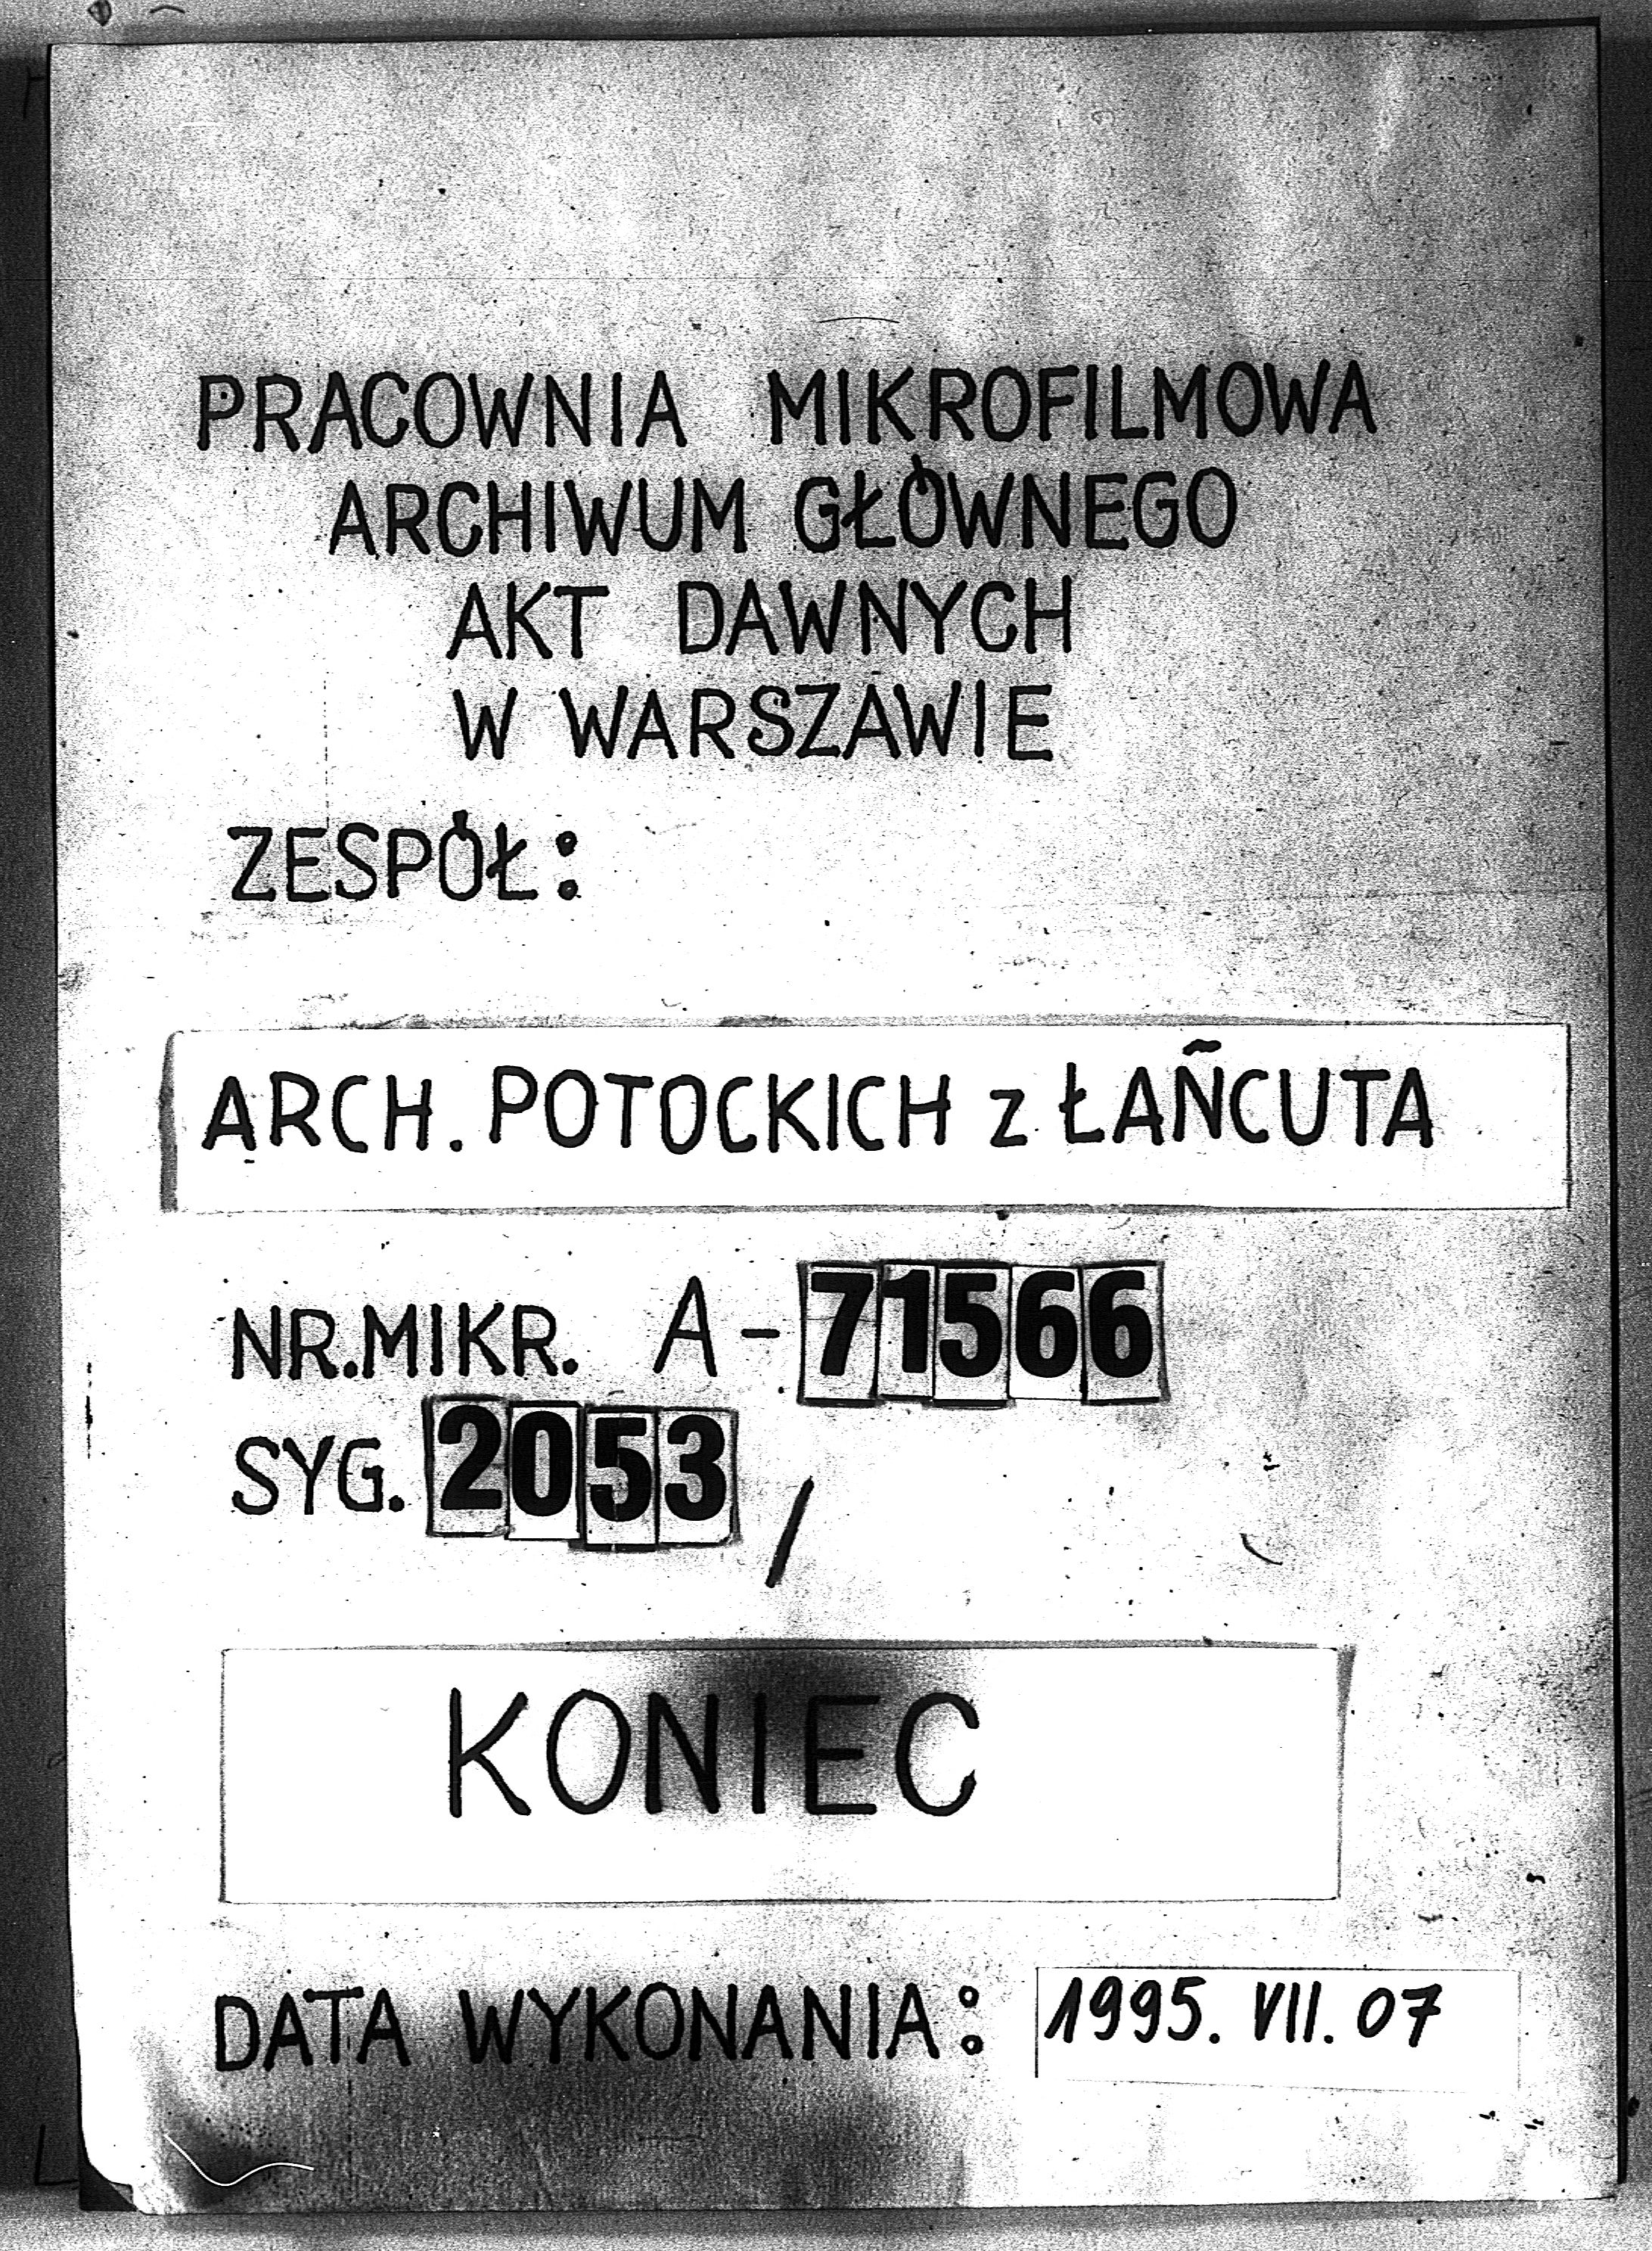 PRACOWNIA MIKROFILMOWA
ARCHIWUM GŁÓWNEGO
AKT DAWNYCH
W WARSZAWIE
ZESPÓŁ:
ARCH. POTOCKICH z ŁAŃCUTA
NR.MIKR. A-71566
SYG. 2053/
KONIEC
DATA WYKONANIA: 1995. VII. 07